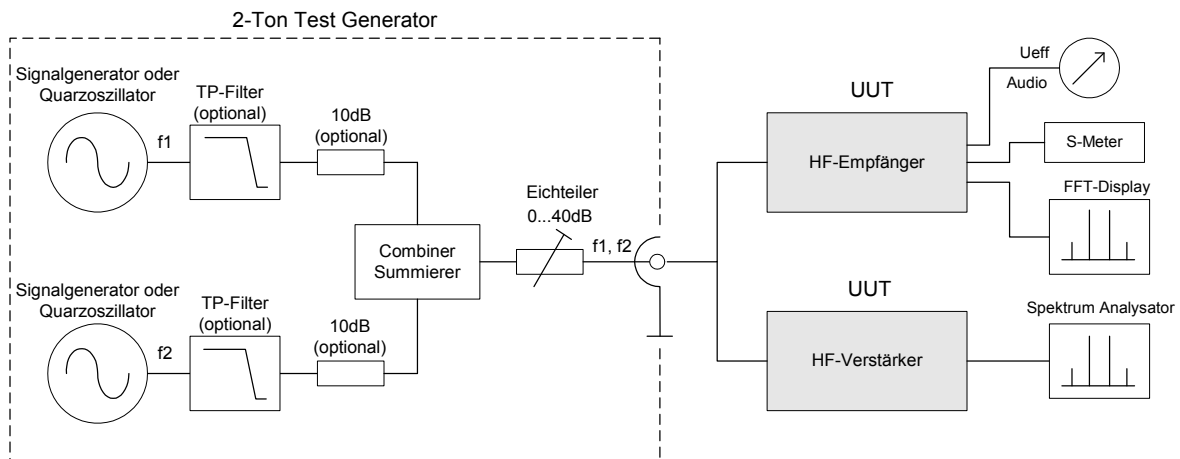 2-Ton Test Generator
Signalgenerator oder
Quarzoszillator
f1
TP-Filter
(optional)
10dB
(optional)
Signalgenerator oder
Quarzoszillator
f2
TP-Filter
(optional)
10dB
(optional)
Combiner
Summierer
Eichteiler
0...40dB
f1, f2
UUT
HF-Empfänger
Ueff
Audio
S-Meter
FFT-Display
UUT
HF-Verstärker
Spektrum Analysator